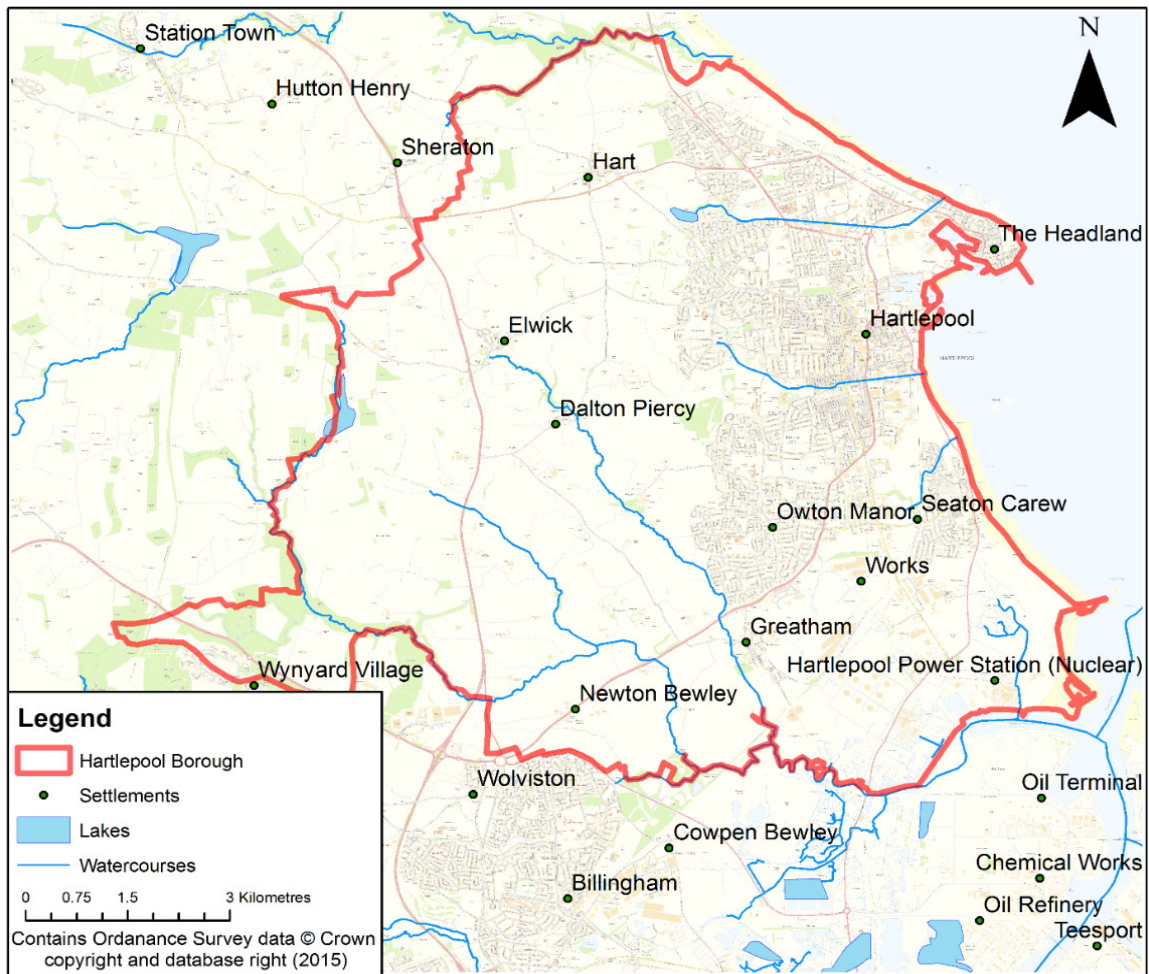 Station Town
N
Hutton Henry
Sheraton
Hart
The Headland
Elwick
Hartlepool
HARTLEPOOL
Dalton Piercy
Owton Manor
Seaton Carew
Works
Greatham
Hartlepool Power Station (Nuclear)
Wynyard Village
Newton Bewley
Wolviston
Oil Terminal
Cowpen Bewley
Chemical Works
Billingham
Oil Refinery
Teesport
Legend
Hartlepool Borough
Settlements
Lakes
Watercourses
0 0.75 1.5 3 Kilometres
Contains Ordanance Survey data © Crown
copyright and database right (2015)